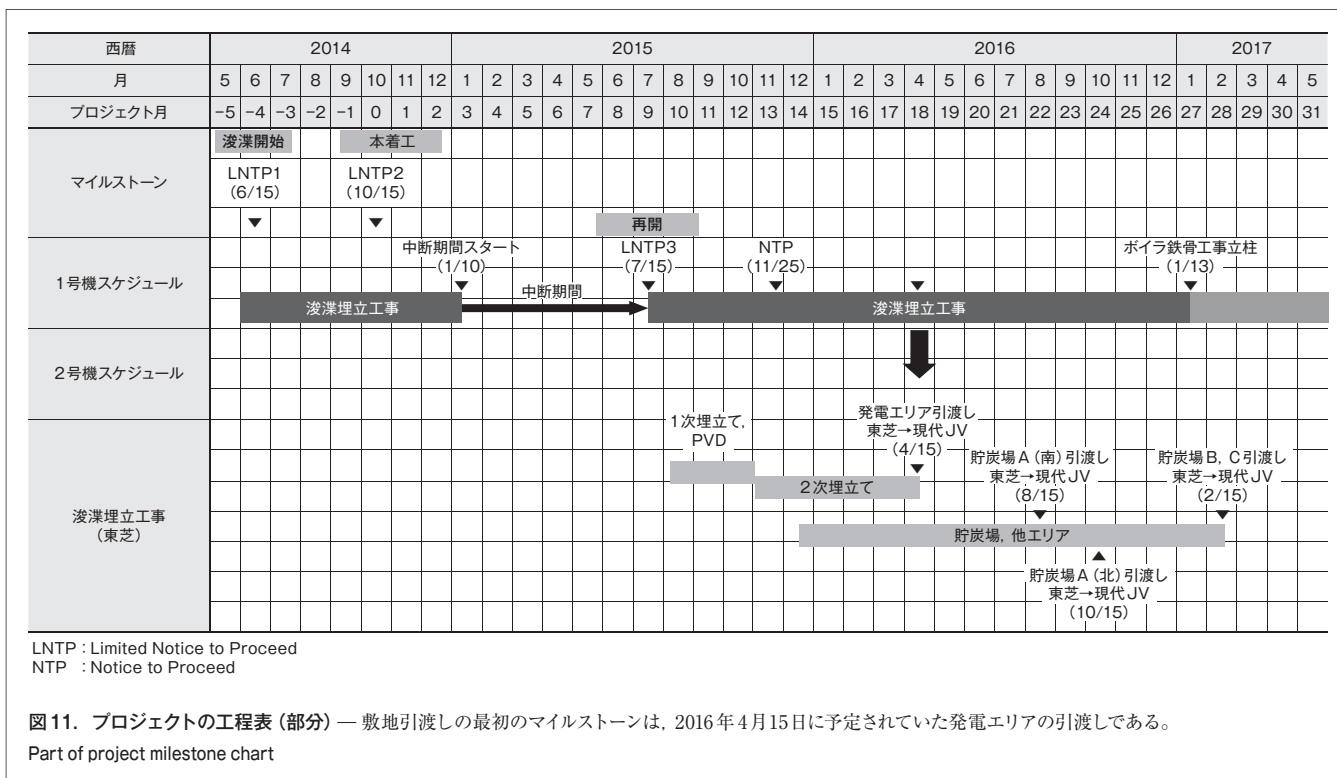 西暦 2014 2015 2016 2017
月 5 6 7 8 9 10 11 12 1 2 3 4 5 6 7 8 9 10 11 12 1 2 3 4 5 6 7 8 9 10 11 12 1 2 3 4 5
プロジェクト月 −5 −4 −3 −2 −1 0 1 2 3 4 5 6 7 8 9 10 11 12 13 14 15 16 17 18 19 20 21 22 23 24 25 26 27 28 29 30 31
マイルストーン
浚渫開始 本着工
LNTP1 LNTP2
(6/15) (10/15)
再開
1号機スケジュール
中断期間スタート LNTP3 NTP ボイラ鉄骨工事立柱
(1/10) (7/15) (11/25) (1/13)
中断期間
浚渫埋立工事 浚渫埋立工事
2号機スケジュール
浚渫埋立工事
(東芝)
1次埋立て,
PVD
2次埋立て
発電エリア引渡し
東芝→現代JV
(4/15)
貯炭場A(南)引渡し
東芝→現代JV
(8/15)
貯炭場B, C引渡し
東芝→現代JV
(2/15)
貯炭場, 他エリア
貯炭場A(北)引渡し
東芝→現代JV
(10/15)
LNTP:Limited Notice to Proceed
NTP :Notice to Proceed
図11. プロジェクトの工程表(部分)— 敷地引渡しの最初のマイルストーンは,2016年4月15日に予定されていた発電エリアの引渡しである。
Part of project milestone chart